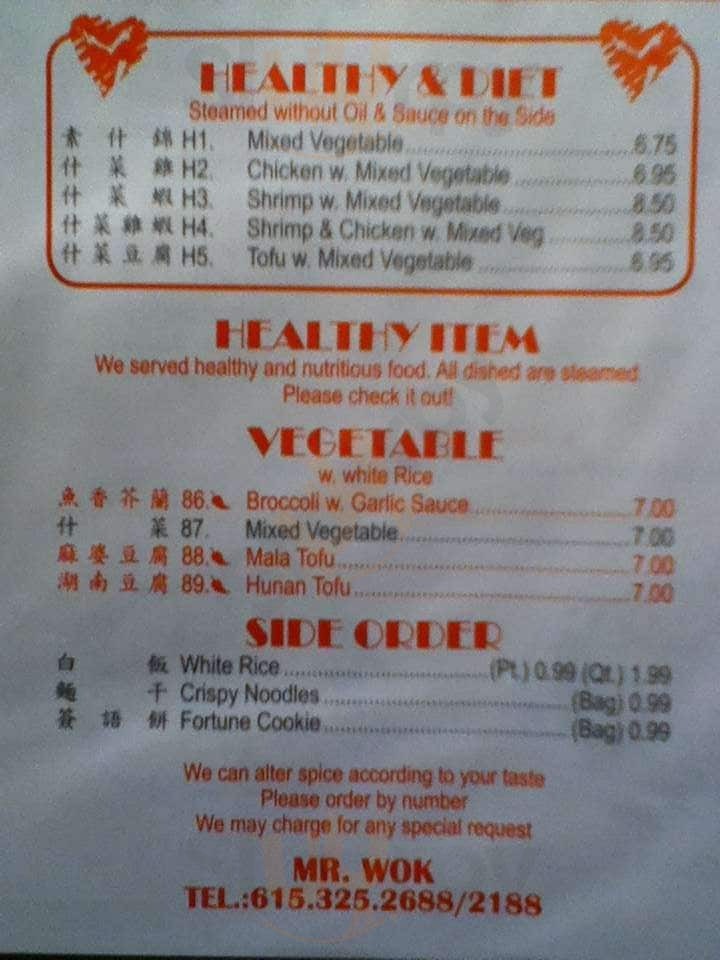 HEALTHY & DIET
Steamed without Oil & Sauce on the Side
素什錦 H1. Mixed Vegetable 6.75
什菜雞 H2. Chicken w. Mixed Vegetable 6.95
什菜蝦 H3. Shrimp w. Mixed Vegetable 8.50
什菜雞蝦 H4. Shrimp & Chicken w. Mixed Veg 8.50
什菜豆腐 H5. Tofu w. Mixed Vegetable 6.95
HEALTHY ITEM
We served healthy and nutritious food. All dished are steamed.
Please check it out!
VEGETABLE
w. white Rice
魚香芥蘭 86. Broccoli w. Garlic Sauce 7.00
什菜 87. Mixed Vegetable 7.00
麻婆豆腐 88. Mala Tofu 7.00
湖南豆腐 89. Hunan Tofu 7.00
SIDE ORDER
白飯 White Rice (Pt.) 0.99 (Qt.) 1.99
麵干 Crispy Noodles (Bag) 0.99
簽語餅 Fortune Cookie (Bag) 0.99
We can alter spice according to your taste
Please order by number
We may charge for any special request
MR. WOK
TEL.:615.325.2688/2188